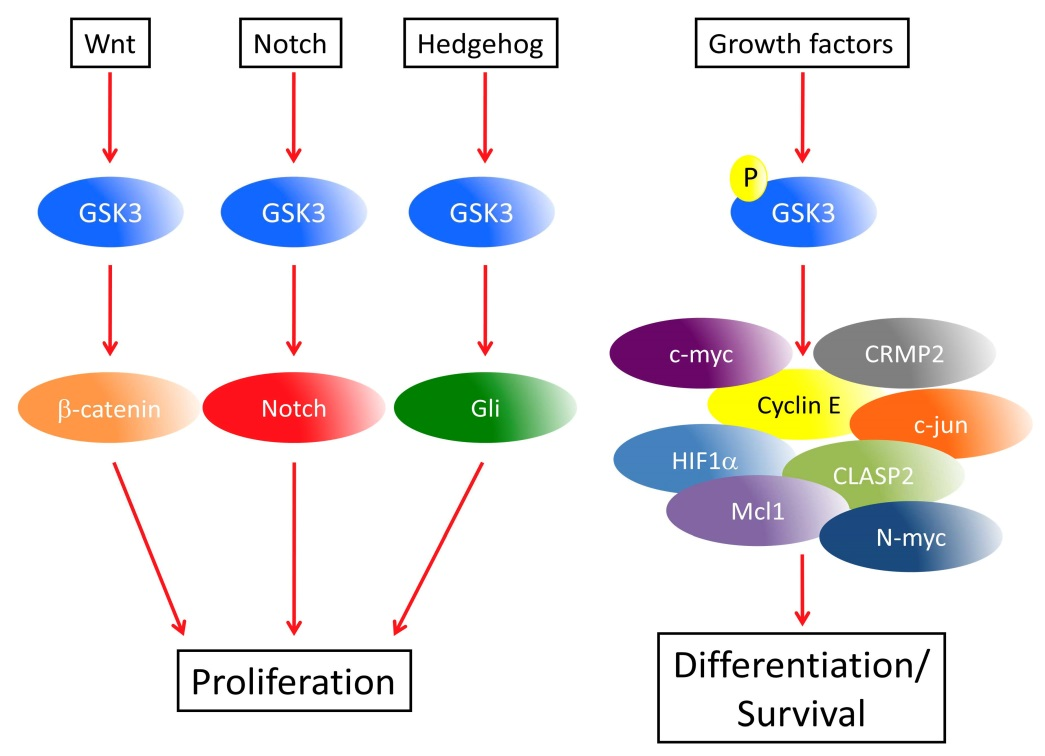 Wnt
Notch
Hedgehog
Growth factors
GSK3
GSK3
GSK3
P
GSK3
β-catenin
Notch
Gli
c-myc
CRMP2
Cyclin E
c-jun
HIF1α
CLASP2
Mcl1
N-myc
Proliferation
Differentiation/
Survival